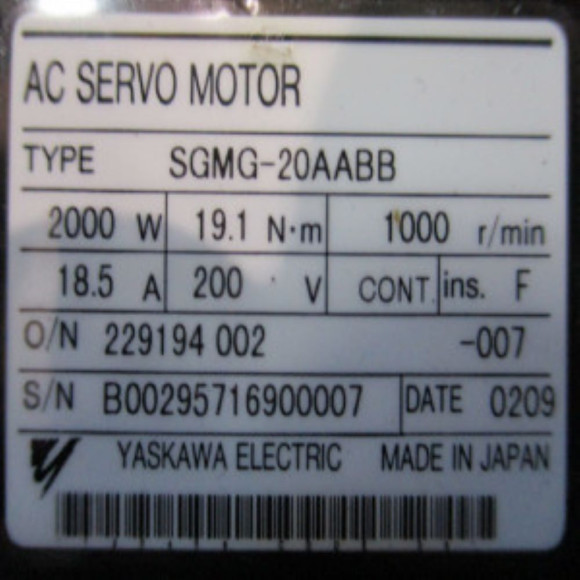 AC SERVO MOTOR
TYPE SGMG-20AABB
2000 W 19.1 N·m 1000 r/min
18.5 A 200 V CONT. ins. F
O/N 229194 002 -007
S/N B00295716900007 DATE 0209
YASKAWA ELECTRIC MADE IN JAPAN